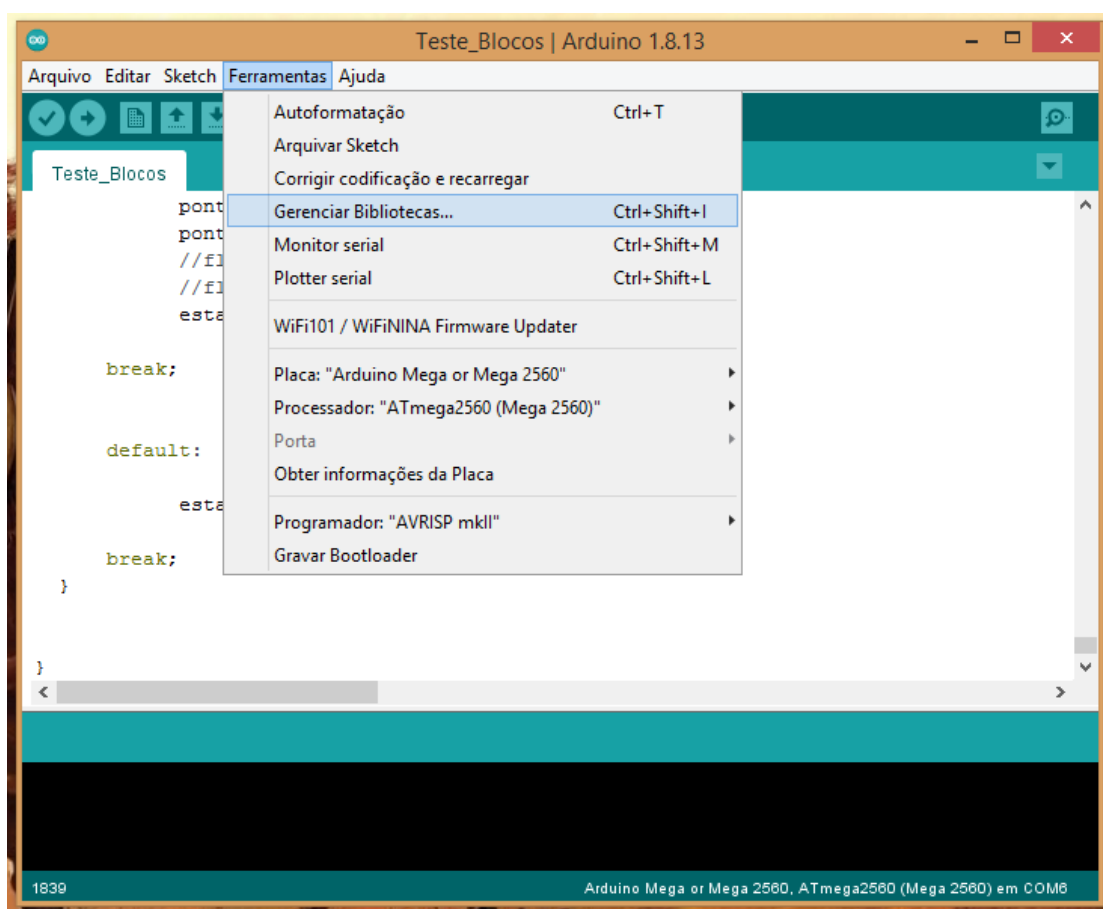 Teste_Blocos | Arduino 1.8.13
Arquivo Editar Sketch Ferramentas Ajuda
Teste_Blocos
Autoformatação Ctrl+T
Arquivar Sketch
Corrigir codificação e recarregar
Gerenciar Bibliotecas... Ctrl+Shift+I
Monitor serial Ctrl+Shift+M
Plotter serial Ctrl+Shift+L
WiFi101 / WiFiNINA Firmware Updater
Placa: "Arduino Mega or Mega 2560"
Processador: "ATmega2560 (Mega 2560)"
Porta
Obter informações da Placa
Programador: "AVRISP mkII"
Gravar Bootloader
pont
pont
//fl
//fl
esta
break;
default:
esta
break;
}
}
1839 Arduino Mega or Mega 2560, ATmega2560 (Mega 2560) em COM6